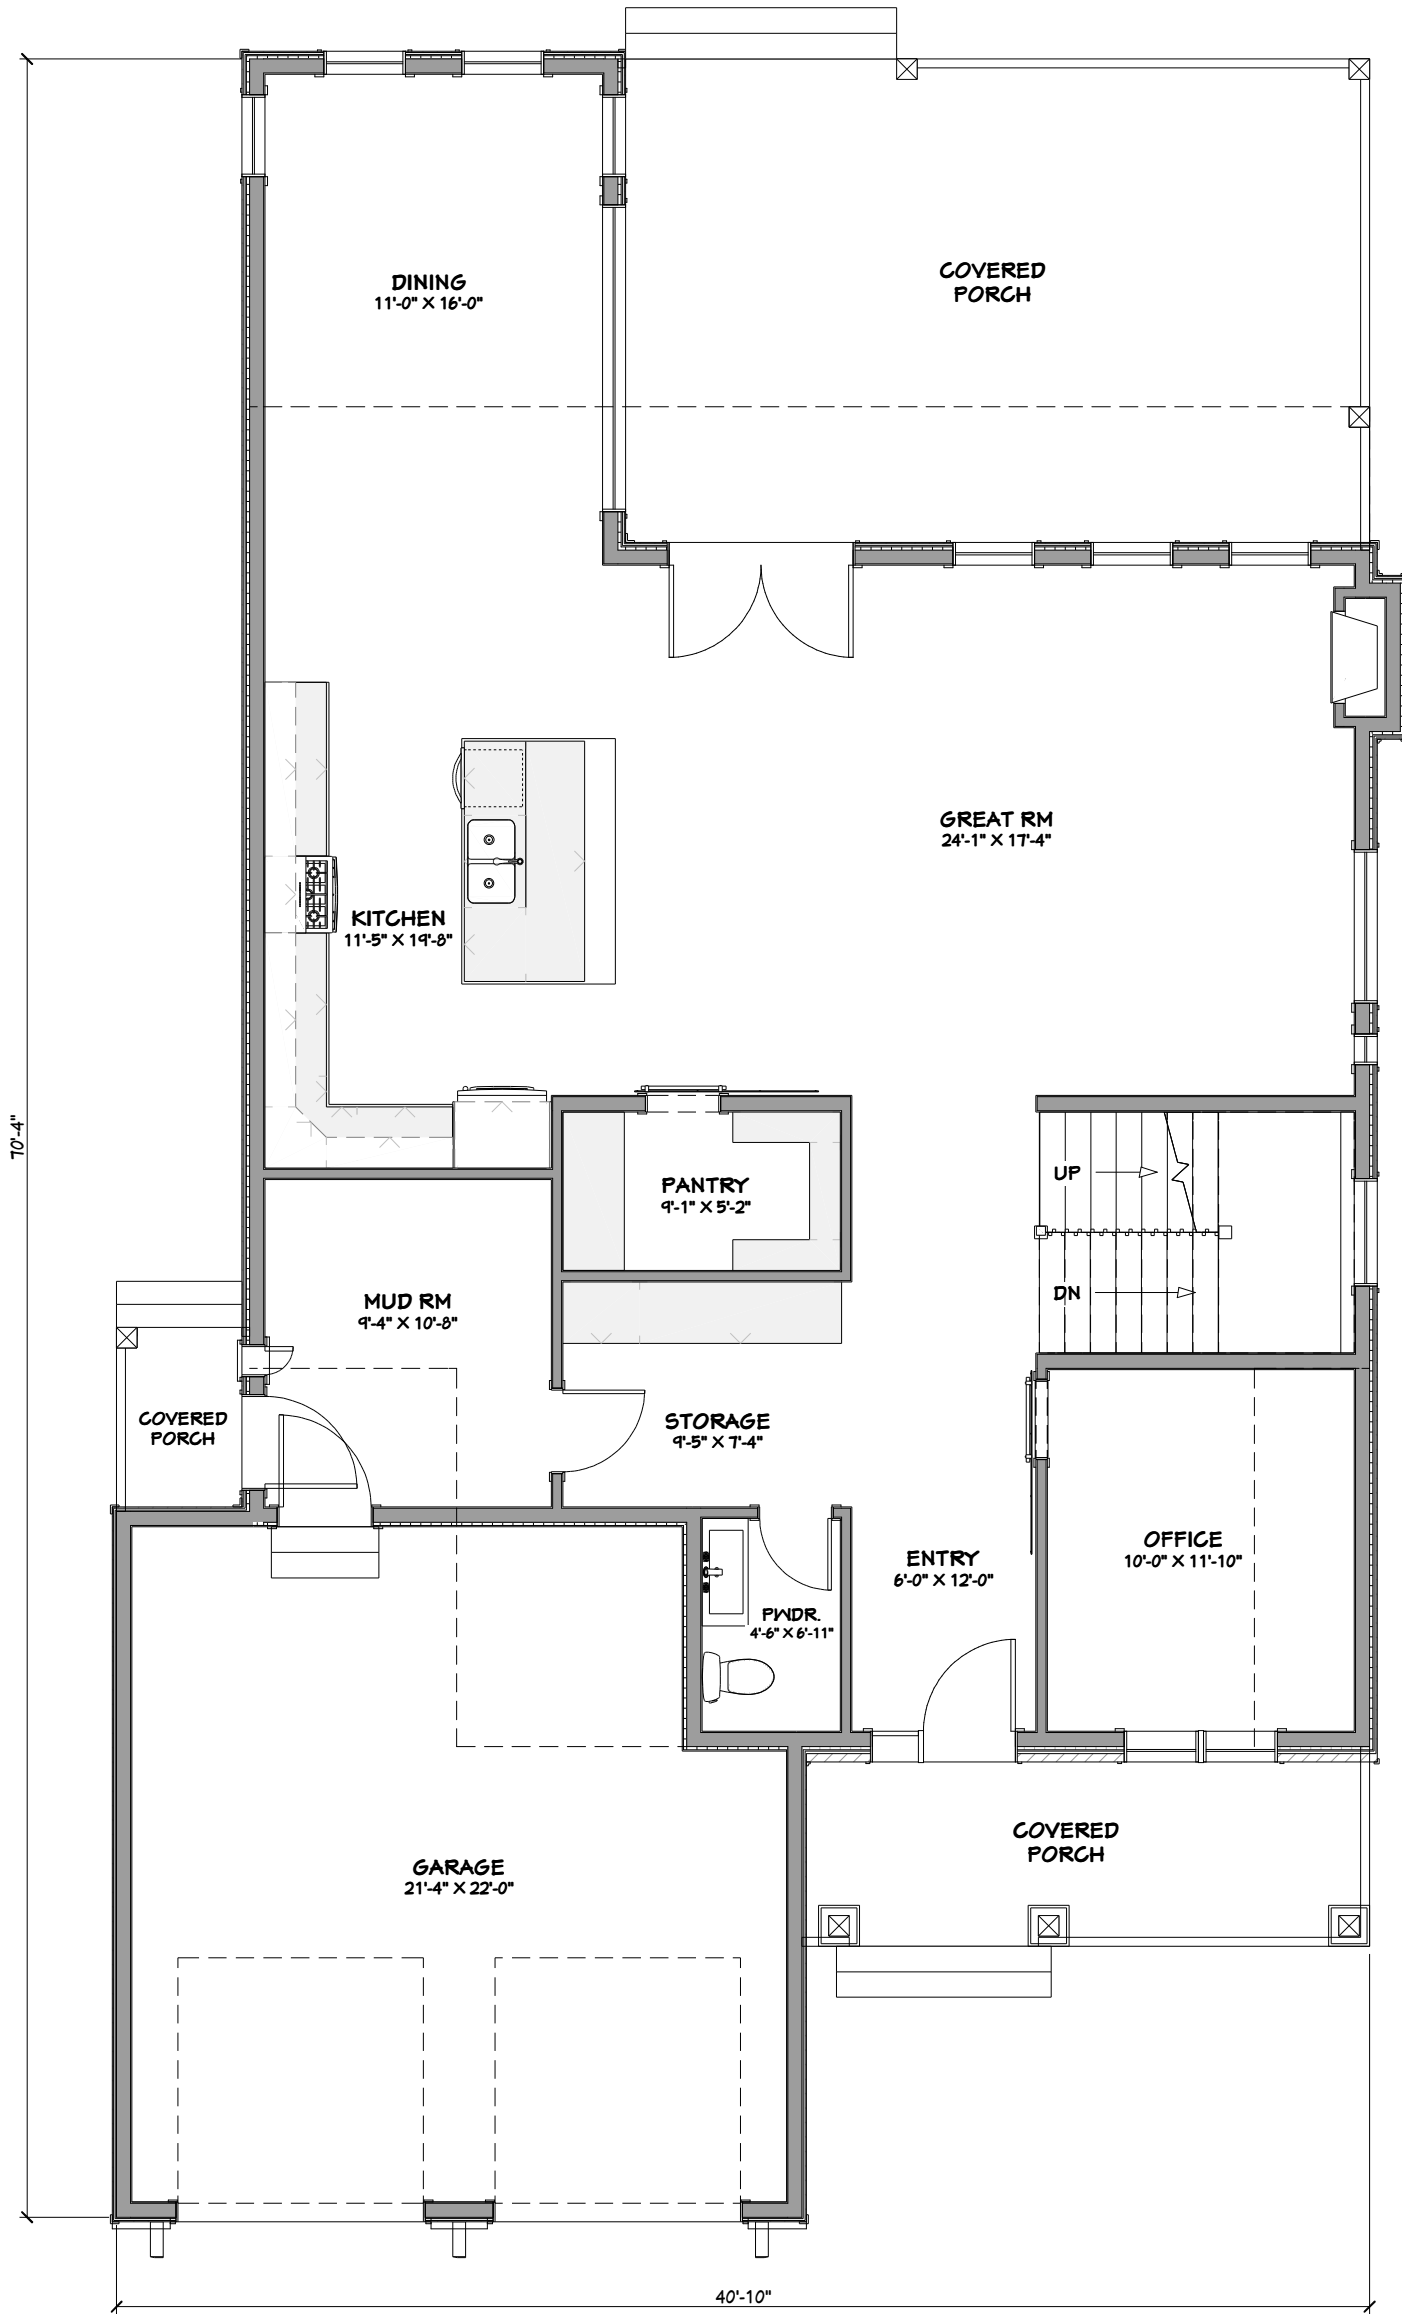 DINING
11'-0" X 16'-0"
COVERED
PORCH
GREAT RM
24'-1" X 17'-4"
KITCHEN
11'-5" X 19'-8"
70'-4"
PANTRY
9'-1" X 5'-2"
UP
DN
MUD RM
9'-4" X 10'-8"
COVERED
PORCH
STORAGE
9'-5" X 7'-4"
OFFICE
10'-0" X 11'-10"
ENTRY
6'-0" X 12'-0"
PWDR.
4'-6" X 6'-11"
COVERED
PORCH
GARAGE
21'-4" X 22'-0"
40'-10"